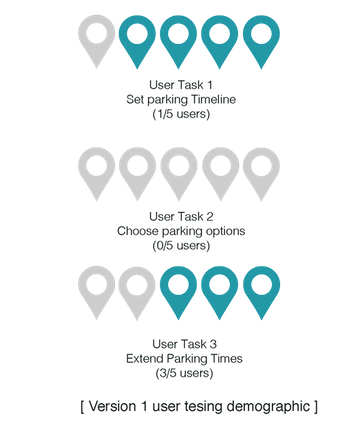 User Task 1
Set parking Timeline
(1/5 users)
User Task 2
Choose parking options
(0/5 users)
User Task 3
Extend Parking Times
(3/5 users)
[ Version 1 user tesing demographic ]